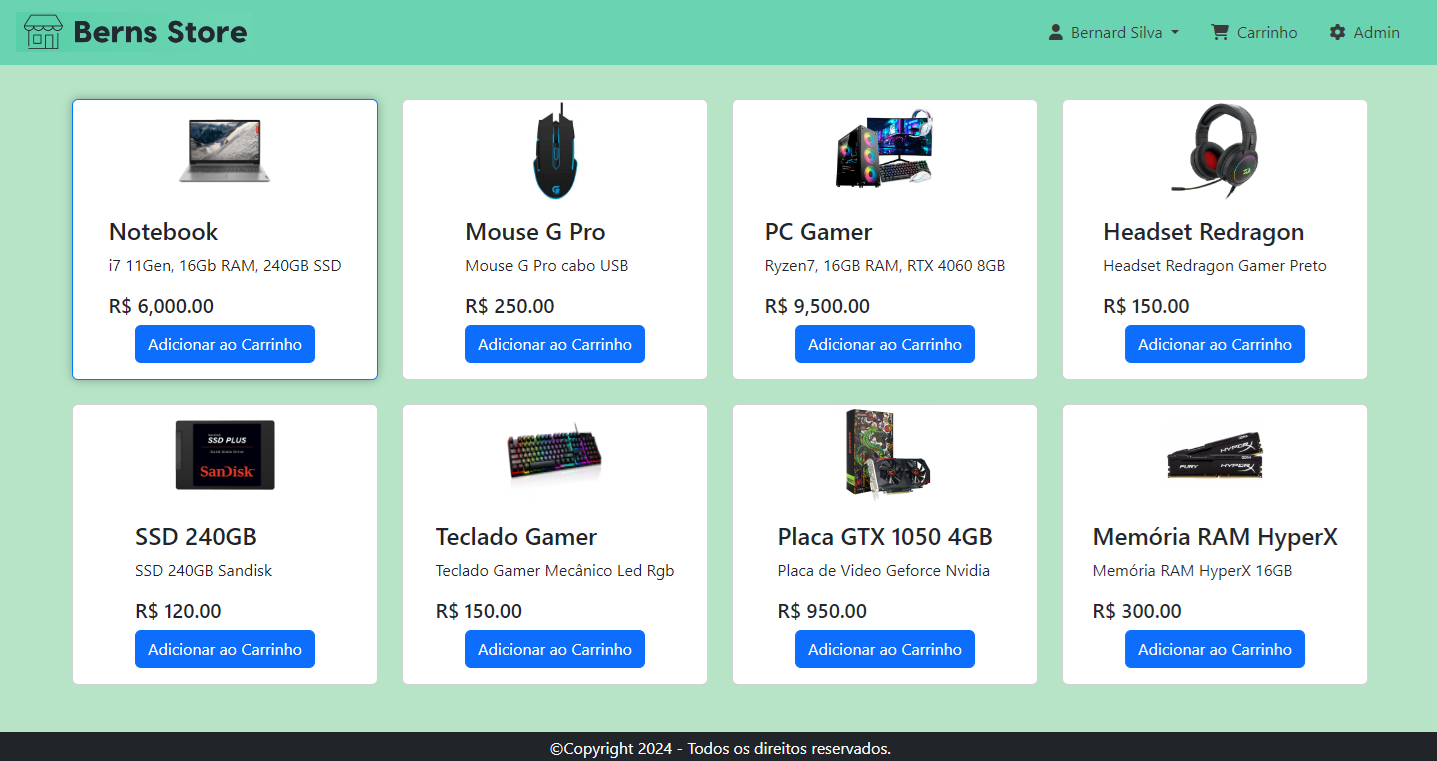 Berns Store
Bernard Silva
Carrinho
Admin
Notebook
i7 11Gen, 16Gb RAM, 240GB SSD
R$ 6,000.00
Adicionar ao Carrinho
Mouse G Pro
Mouse G Pro cabo USB
R$ 250.00
Adicionar ao Carrinho
PC Gamer
Ryzen7, 16GB RAM, RTX 4060 8GB
R$ 9,500.00
Adicionar ao Carrinho
Headset Redragon
Headset Redragon Gamer Preto
R$ 150.00
Adicionar ao Carrinho
SSD PLUS
SanDisk
SSD 240GB
SSD 240GB Sandisk
R$ 120.00
Adicionar ao Carrinho
Teclado Gamer
Teclado Gamer Mecânico Led Rgb
R$ 150.00
Adicionar ao Carrinho
Placa GTX 1050 4GB
Placa de Video Geforce Nvidia
R$ 950.00
Adicionar ao Carrinho
HYPERX
FURY
HYPERX
Memória RAM HyperX
Memória RAM HyperX 16GB
R$ 300.00
Adicionar ao Carrinho
©Copyright 2024 - Todos os direitos reservados.